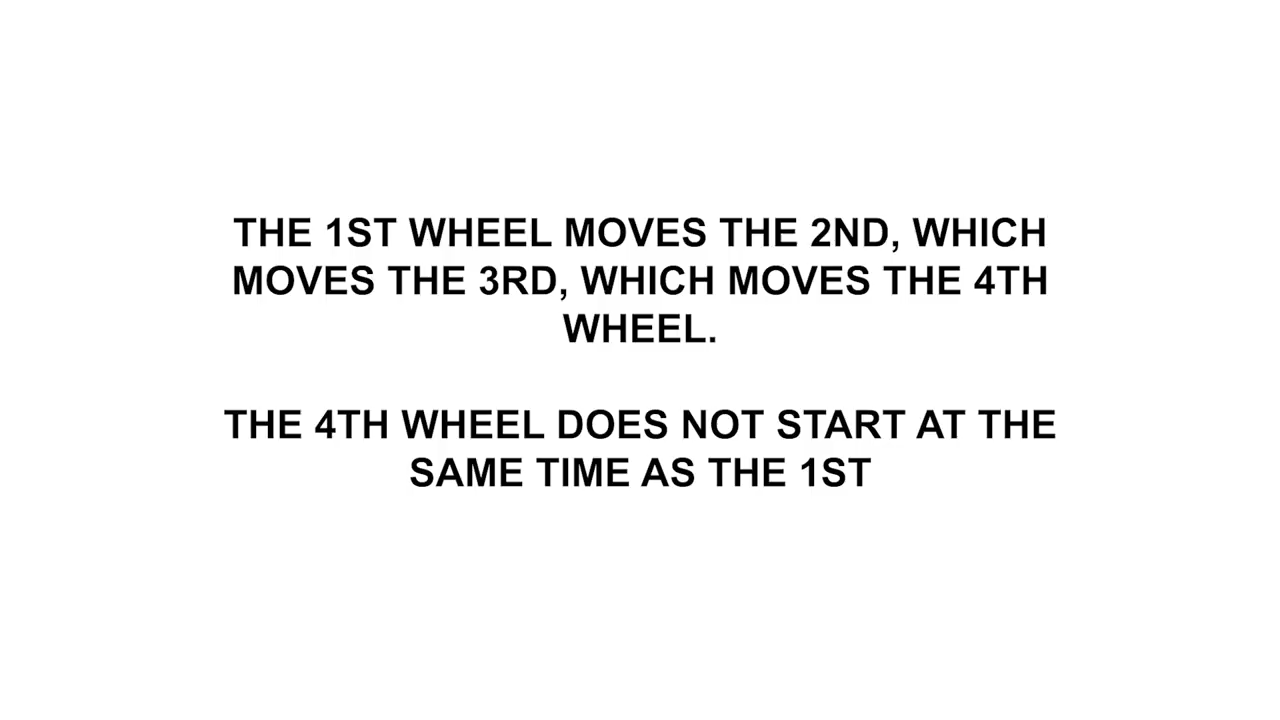 THE 1ST WHEEL MOVES THE 2ND, WHICH
MOVES THE 3RD, WHICH MOVES THE 4TH
WHEEL.
THE 4TH WHEEL DOES NOT START AT THE
SAME TIME AS THE 1ST